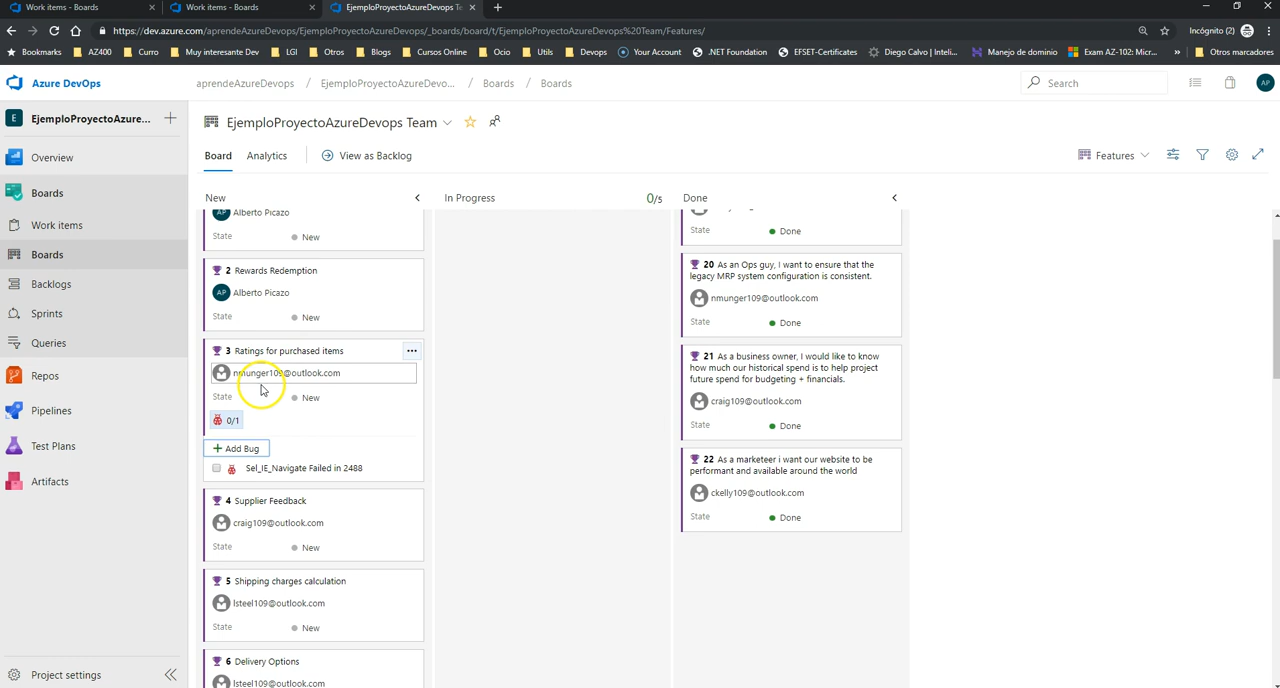 Work items - Boards
Work items - Boards
EjemploProyectoAzureDevops Te
https://dev.azure.com/aprendeAzureDevops/EjemploProyectoAzureDevops/_boards/board/t/EjemploProyectoAzureDevops%20Team/Features/
Incógnito (2)
Bookmarks AZ400 Curro Muy interesante Dev LGI Otros Blogs Cursos Online Ocio Utils Devops Your Account .NET Foundation EFSET-Certificates Diego Calvo | Inteli... Manejo de dominio Exam AZ-102: Micr... » Otros marcadores
Azure DevOps
aprendeAzureDevops / EjemploProyectoAzureDevo... / Boards / Boards
Search
AP
E EjemploProyectoAzure...
Overview
Boards
Work items
Boards
Backlogs
Sprints
Queries
Repos
Pipelines
Test Plans
Artifacts
Project settings
EjemploProyectoAzureDevops Team
Board Analytics View as Backlog
Features
New
AP Alberto Picazo
State New
2 Rewards Redemption
AP Alberto Picazo
State New
3 Ratings for purchased items
nmunger109@outlook.com
State New
0/1
Add Bug
Sel_IE_Navigate Failed in 2488
4 Supplier Feedback
craig109@outlook.com
State New
5 Shipping charges calculation
lsteel109@outlook.com
State New
6 Delivery Options
lsteel109@outlook.com
In Progress 0/5
Done
State Done
20 As an Ops guy, I want to ensure that the
legacy MRP system configuration is consistent.
nmunger109@outlook.com
State Done
21 As a business owner, I would like to know
how much our historical spend is to help project
future spend for budgeting + financials.
craig109@outlook.com
State Done
22 As a marketeer i want our website to be
performant and available around the world
ckelly109@outlook.com
State Done